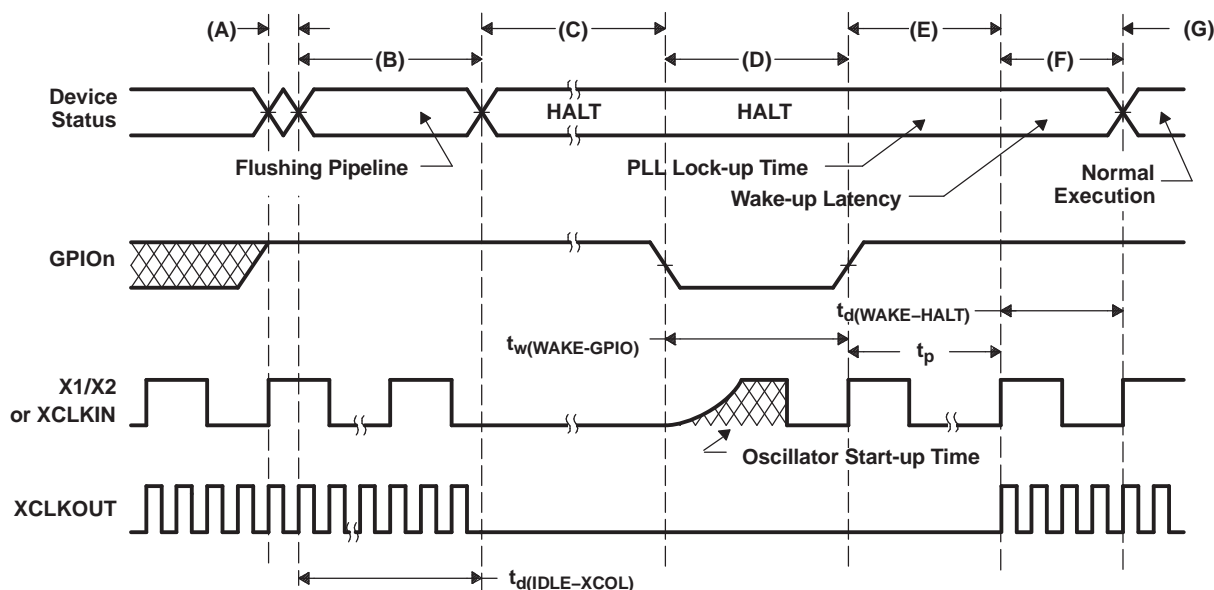 (A)
(C)
(E)
(G)
(B)
(D)
(F)
Device
Status
HALT
HALT
Flushing Pipeline
PLL Lock-up Time
Wake-up Latency
Normal
Execution
GPIOn
td(WAKE−HALT)
tw(WAKE-GPIO)
tp
X1/X2
or XCLKIN
Oscillator Start-up Time
XCLKOUT
td(IDLE−XCOL)